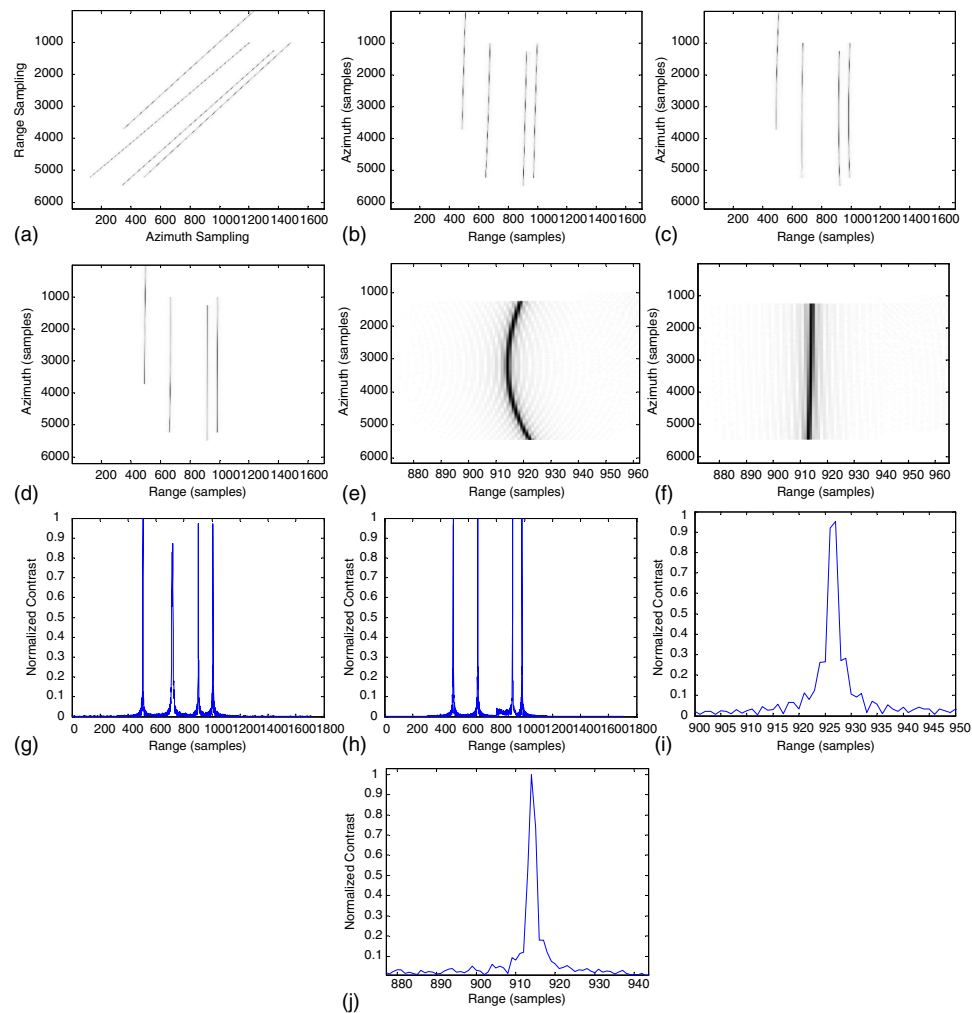 1000
2000
3000
4000
5000
6000
Range Sampling
200 400 600 800 1000 1200 1400 1600
Azimuth Sampling
(a)
1000
2000
3000
4000
5000
6000
Azimuth (samples)
200 400 600 800 1000 1200 1400 1600
Range (samples)
(b)
1000
2000
3000
4000
5000
6000
Azimuth (samples)
200 400 600 800 1000 1200 1400 1600
Range (samples)
(c)
1000
2000
3000
4000
5000
6000
Azimuth (samples)
200 400 600 800 1000 1200 1400 1600
Range (samples)
(d)
1000
2000
3000
4000
5000
6000
Azimuth (samples)
880 890 900 910 920 930 940 950 960
Range (samples)
(e)
1000
2000
3000
4000
5000
6000
Azimuth (samples)
880 890 900 910 920 930 940 950 960
Range (samples)
(f)
1
0.9
0.8
0.7
0.6
0.5
0.4
0.3
0.2
0.1
0
Normalized Contrast
0 200 400 600 800 1000 1200 1400 1600 1800
Range (samples)
(g)
1
0.9
0.8
0.7
0.6
0.5
0.4
0.3
0.2
0.1
0
Normalized Contrast
0 200 400 600 800 1000 1200 1400 1600 1800
Range (samples)
(h)
1
0.9
0.8
0.7
0.6
0.5
0.4
0.3
0.2
0.1
0
Normalized Contrast
900 905 910 915 920 925 930 935 940 945 950
Range (samples)
(i)
1
0.9
0.8
0.7
0.6
0.5
0.4
0.3
0.2
0.1
Normalized Contrast
880 890 900 910 920 930 940
Range (samples)
(j)